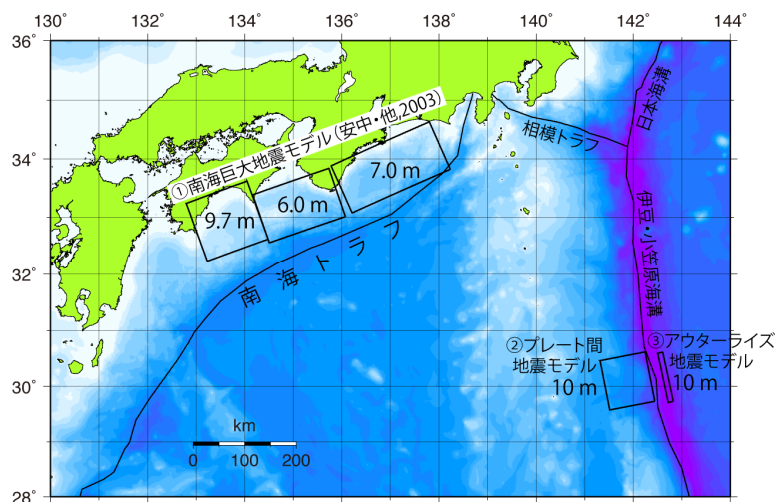 130° 132° 134° 136° 138° 140° 142° 144°
36°
34°
32°
30°
28°
①南海巨大地震モデル(安中・他,2003)
9.7 m
6.0 m
7.0 m
南海トラフ
相模トラフ
日本海溝
伊豆・小笠原海溝
②プレート間
地震モデル
10 m
③アウターライズ
地震モデル
10 m
km
0 100 200